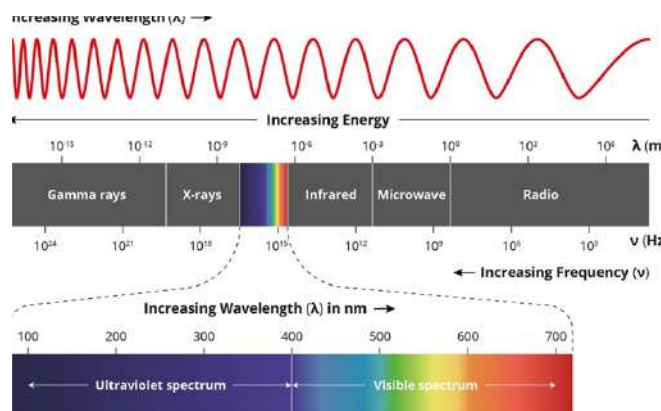 Increasing Wavelength (λ) →
Increasing Energy
10⁻¹⁵ 10⁻¹² 10⁻⁹ 10⁻⁶ 10⁻³ 10⁰ 10³ 10⁶ λ (m
Gamma rays X-rays Infrared Microwave Radio
10²⁴ 10²¹ 10¹⁸ 10¹⁵ 10¹² 10⁹ 10⁶ 10³ ν (Hz
← Increasing Frequency (ν)
Increasing Wavelength (λ) in nm →
100 200 300 400 500 600 700
← Ultraviolet spectrum → ← Visible spectrum →